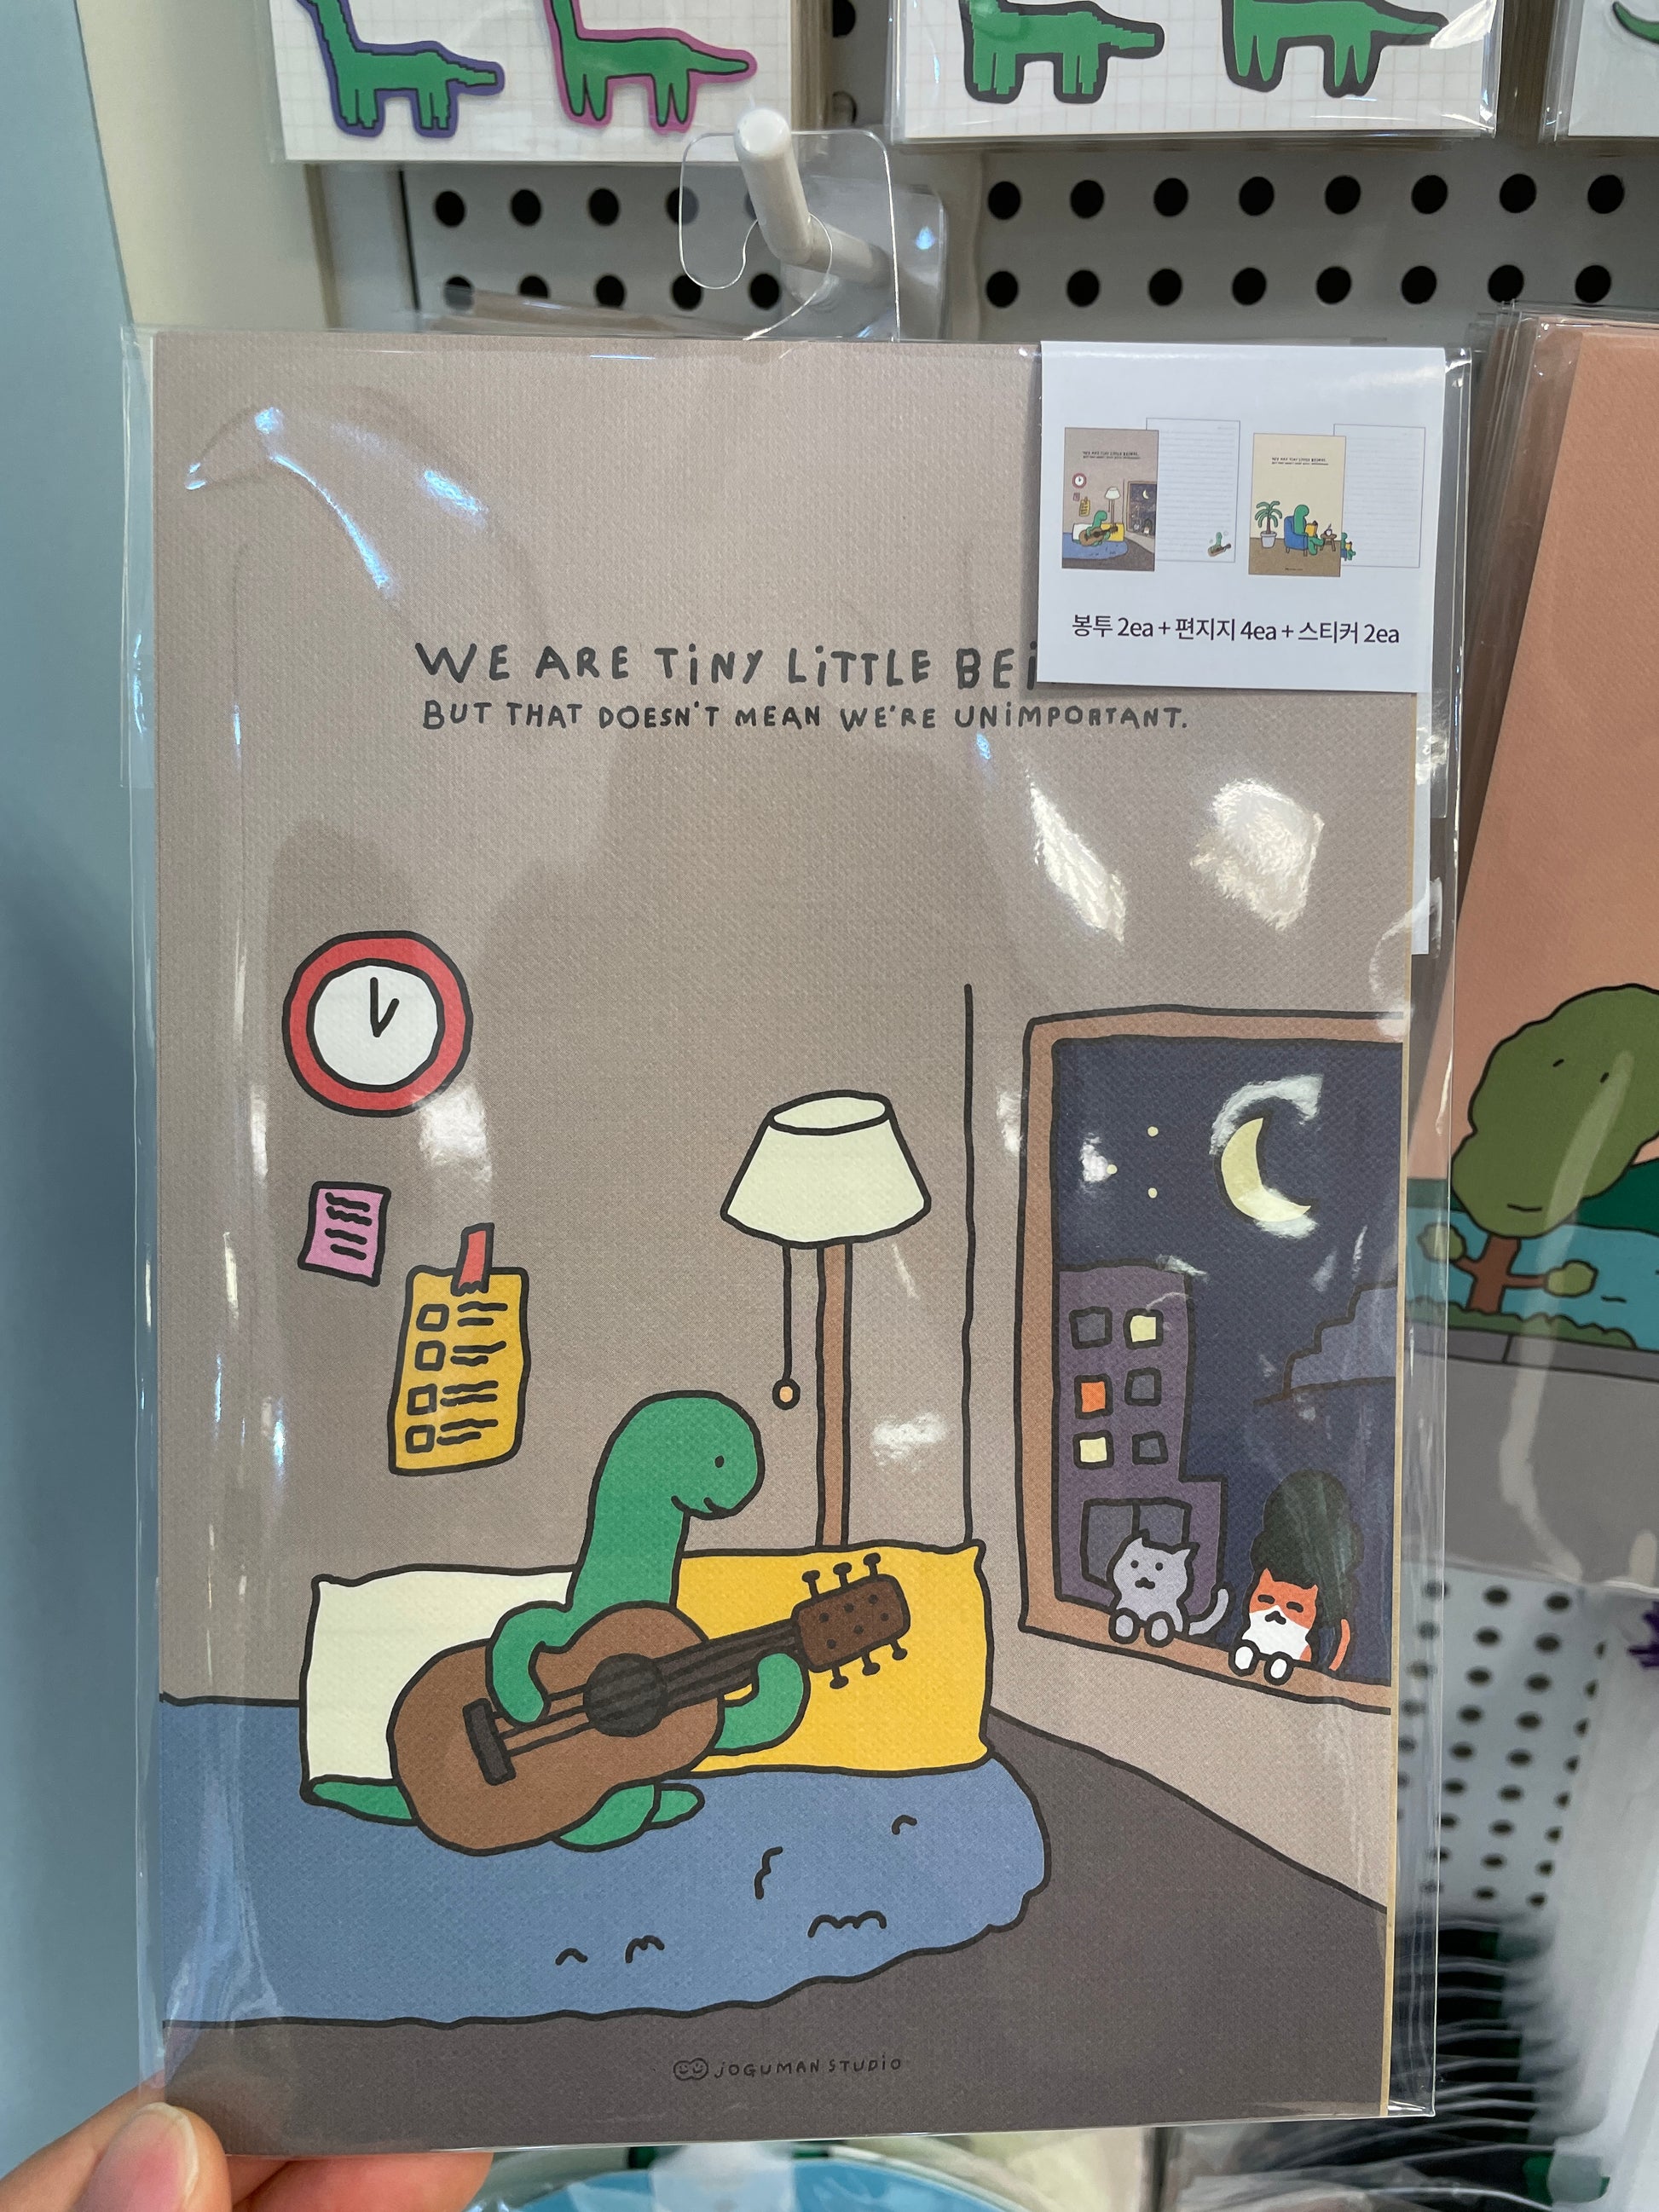 봉투 2ea + 편지지 4ea + 스티커 2ea
WE ARE TiNY LiTTLE BEi
BUT THAT DOESN'T MEAN WE'RE UNiMPORTANT.
JOGUMAN STUDiO